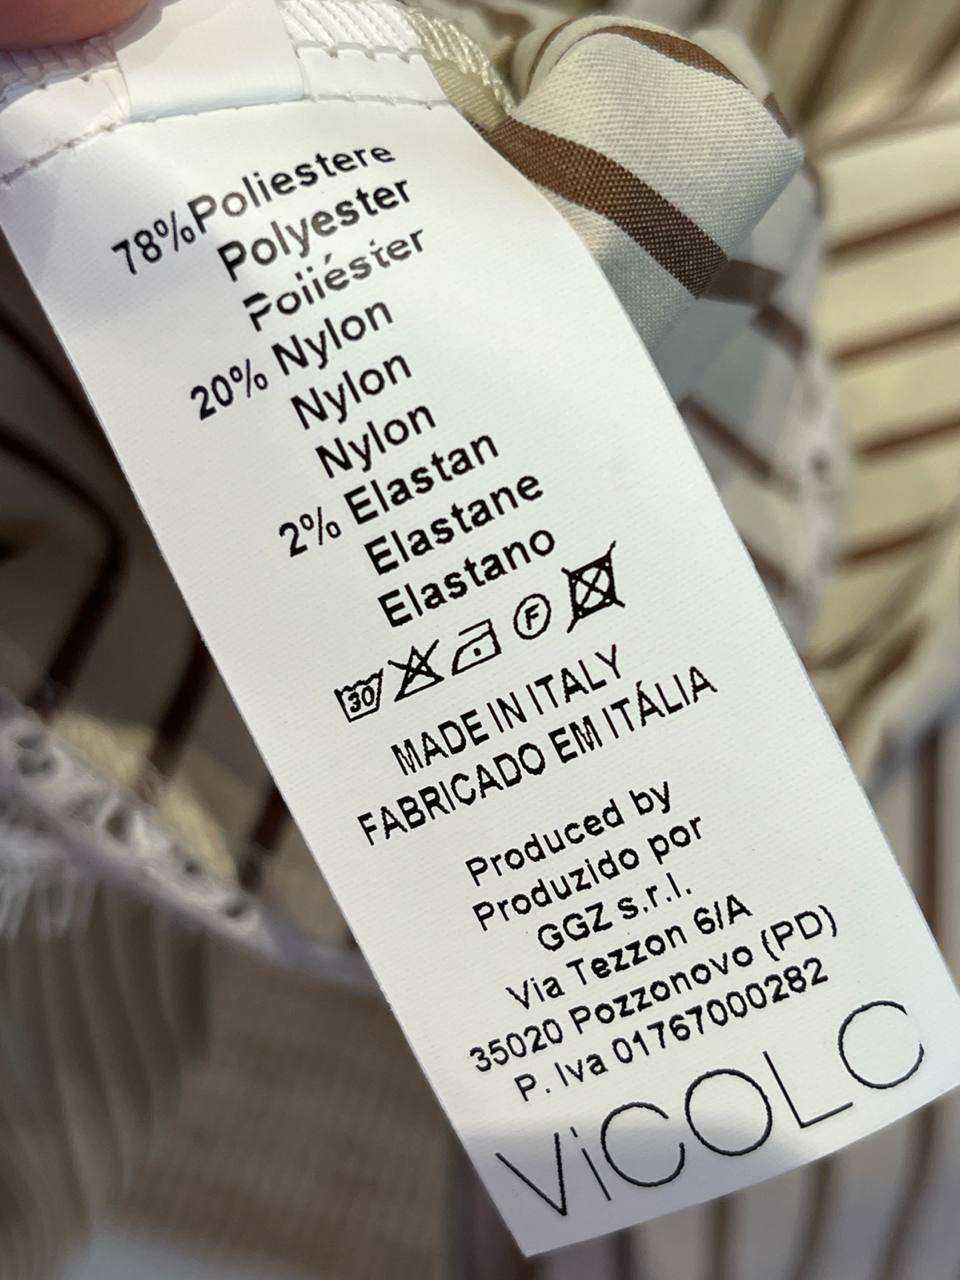 78%Poliestere
Polyester
Poliéster
20% Nylon
Nylon
Nylon
2% Elastan
Elastane
Elastano
30 F
MADE IN ITALY
FABRICADO EM ITÁLIA
Produced by
Produzido por
GGZ s.r.l.
Via Tezzon 6/A
35020 Pozzonovo (PD)
P. Iva 01767000282
ViCOLO